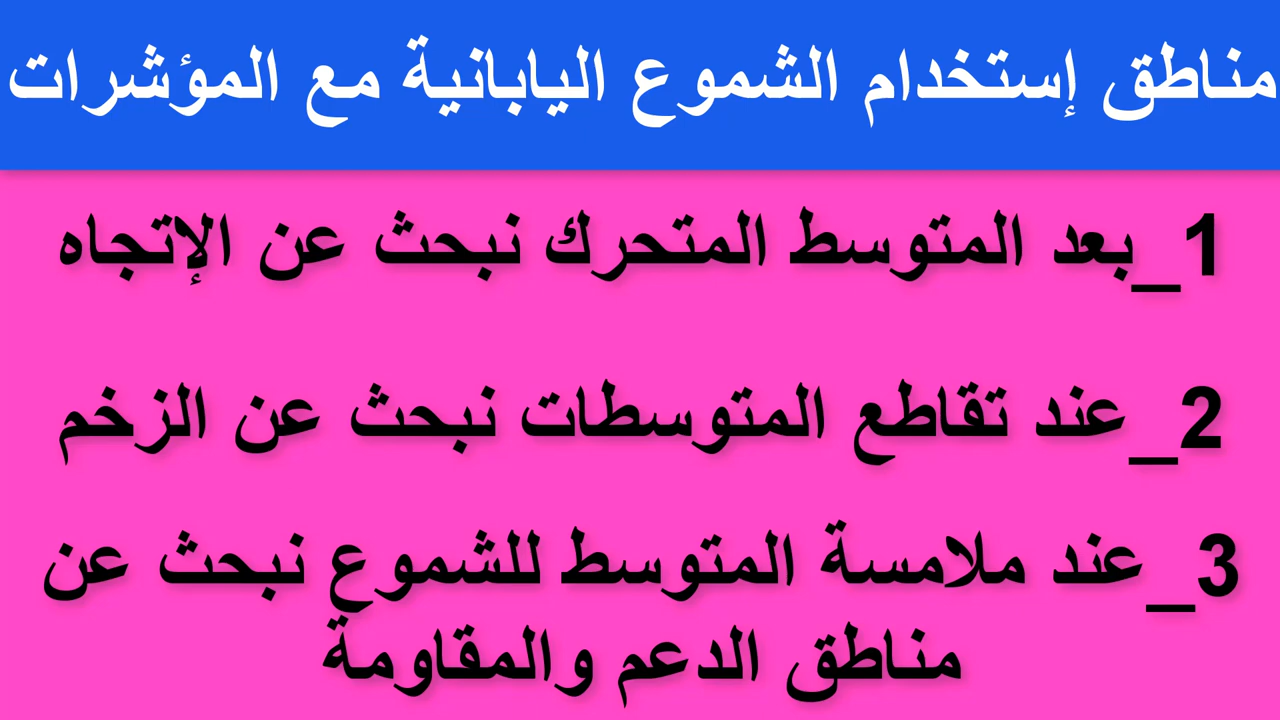 مناطق إستخدام الشموع اليابانية مع المؤشرات
1_بعد المتوسط المتحرك نبحث عن الإتجاه
2_عند تقاطع المتوسطات نبحث عن الزخم
3_عند ملامسة المتوسط للشموع نبحث عن
مناطق الدعم والمقاومة